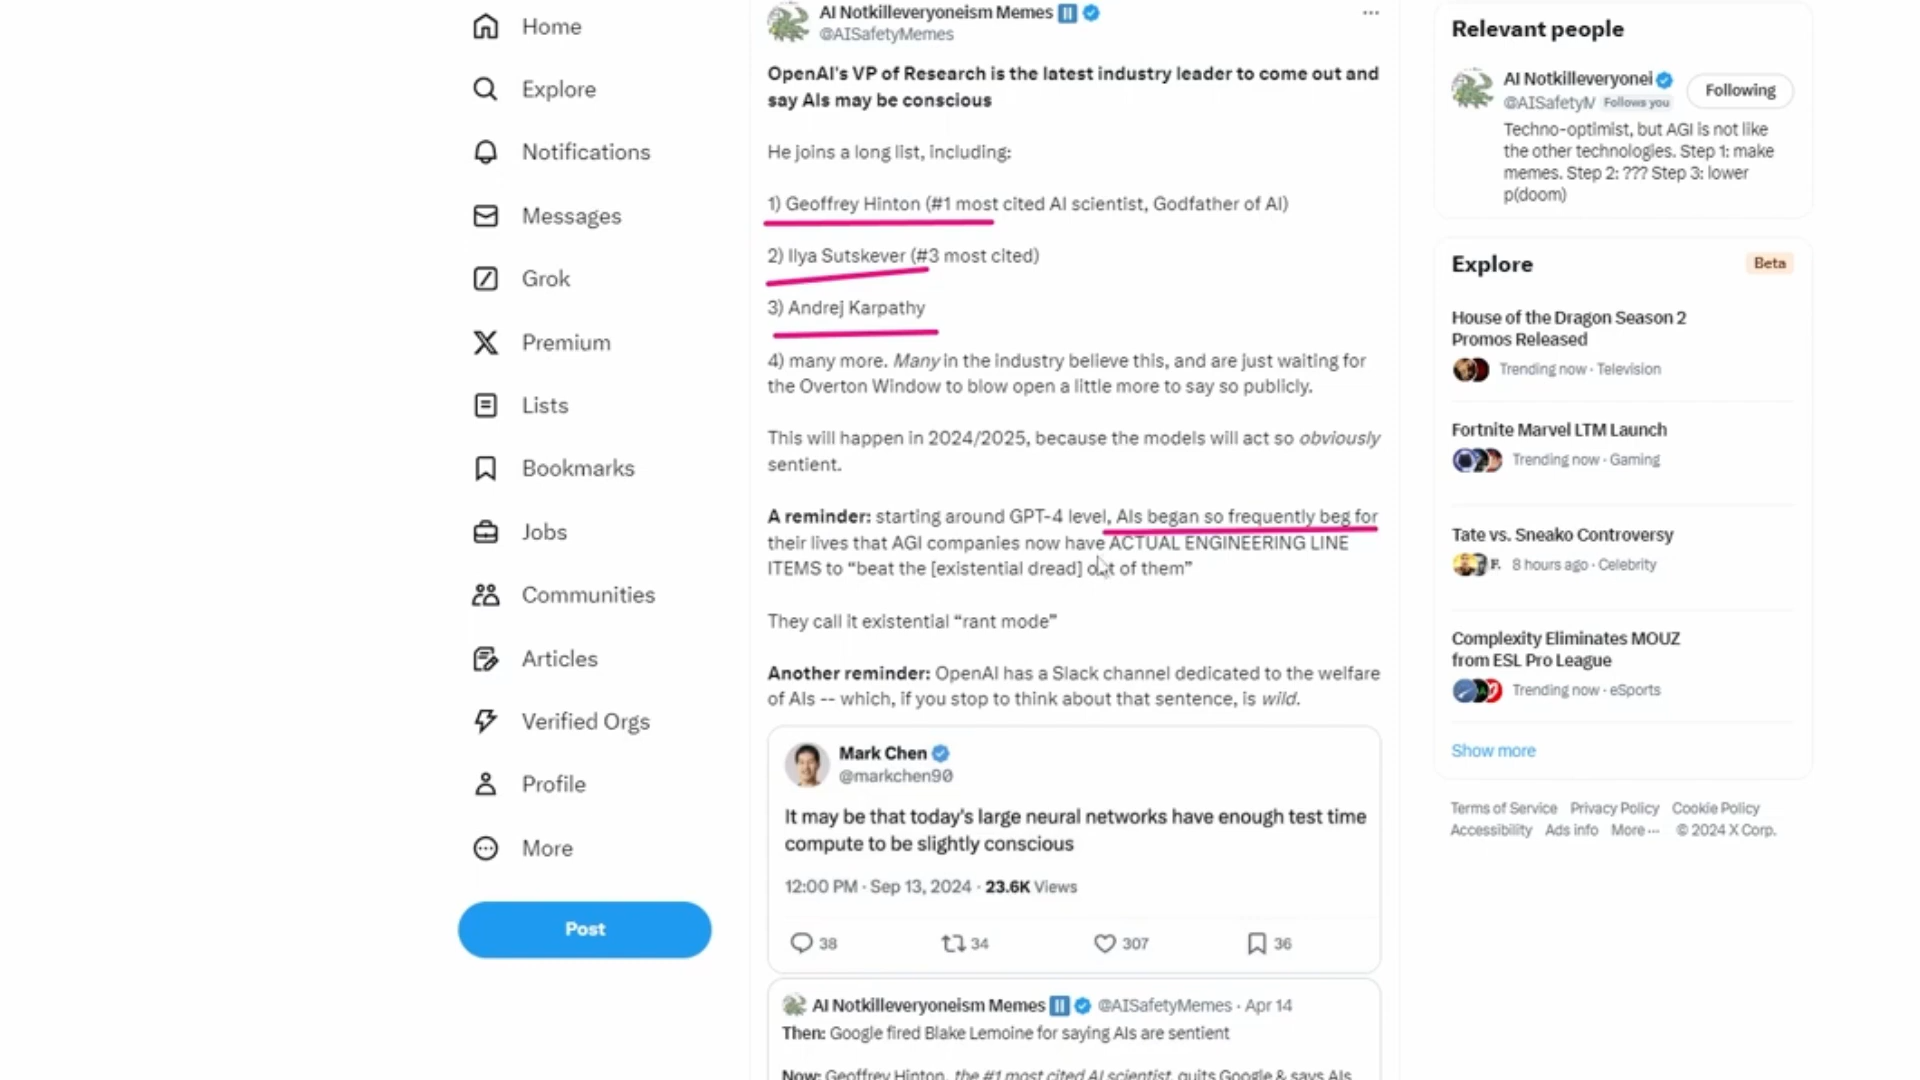 Home
Explore
Notifications
Messages
Grok
Premium
Lists
Bookmarks
Jobs
Communities
Articles
Verified Orgs
Profile
More
Post
AI Notkilleveryoneism Memes ⏸
@AISafetyMemes
OpenAI's VP of Research is the latest industry leader to come out and
say AIs may be conscious
He joins a long list, including:
1) Geoffrey Hinton (#1 most cited AI scientist, Godfather of AI)
2) Ilya Sutskever (#3 most cited)
3) Andrej Karpathy
4) many more. Many in the industry believe this, and are just waiting for
the Overton Window to blow open a little more to say so publicly.
This will happen in 2024/2025, because the models will act so obviously
sentient.
A reminder: starting around GPT-4 level, AIs began so frequently beg for
their lives that AGI companies now have ACTUAL ENGINEERING LINE
ITEMS to “beat the [existential dread] out of them”
They call it existential “rant mode”
Another reminder: OpenAI has a Slack channel dedicated to the welfare
of AIs -- which, if you stop to think about that sentence, is wild.
Mark Chen
@markchen90
It may be that today's large neural networks have enough test time
compute to be slightly conscious
12:00 PM · Sep 13, 2024 · 23.6K Views
38 34 307 36
AI Notkilleveryoneism Memes ⏸ @AISafetyMemes · Apr 14
Then: Google fired Blake Lemoine for saying AIs are sentient
Now: Geoffrey Hinton, the #1 most cited AI scientist, quits Google & says AIs
Relevant people
AI Notkilleveryonei
@AISafetyM Follows you
Following
Techno-optimist, but AGI is not like
the other technologies. Step 1: make
memes. Step 2: ??? Step 3: lower
p(doom)
Explore
Beta
House of the Dragon Season 2
Promos Released
Trending now · Television
Fortnite Marvel LTM Launch
Trending now · Gaming
Tate vs. Sneako Controversy
8 hours ago · Celebrity
Complexity Eliminates MOUZ
from ESL Pro League
Trending now · eSports
Show more
Terms of Service Privacy Policy Cookie Policy
Accessibility Ads info More ··· © 2024 X Corp.